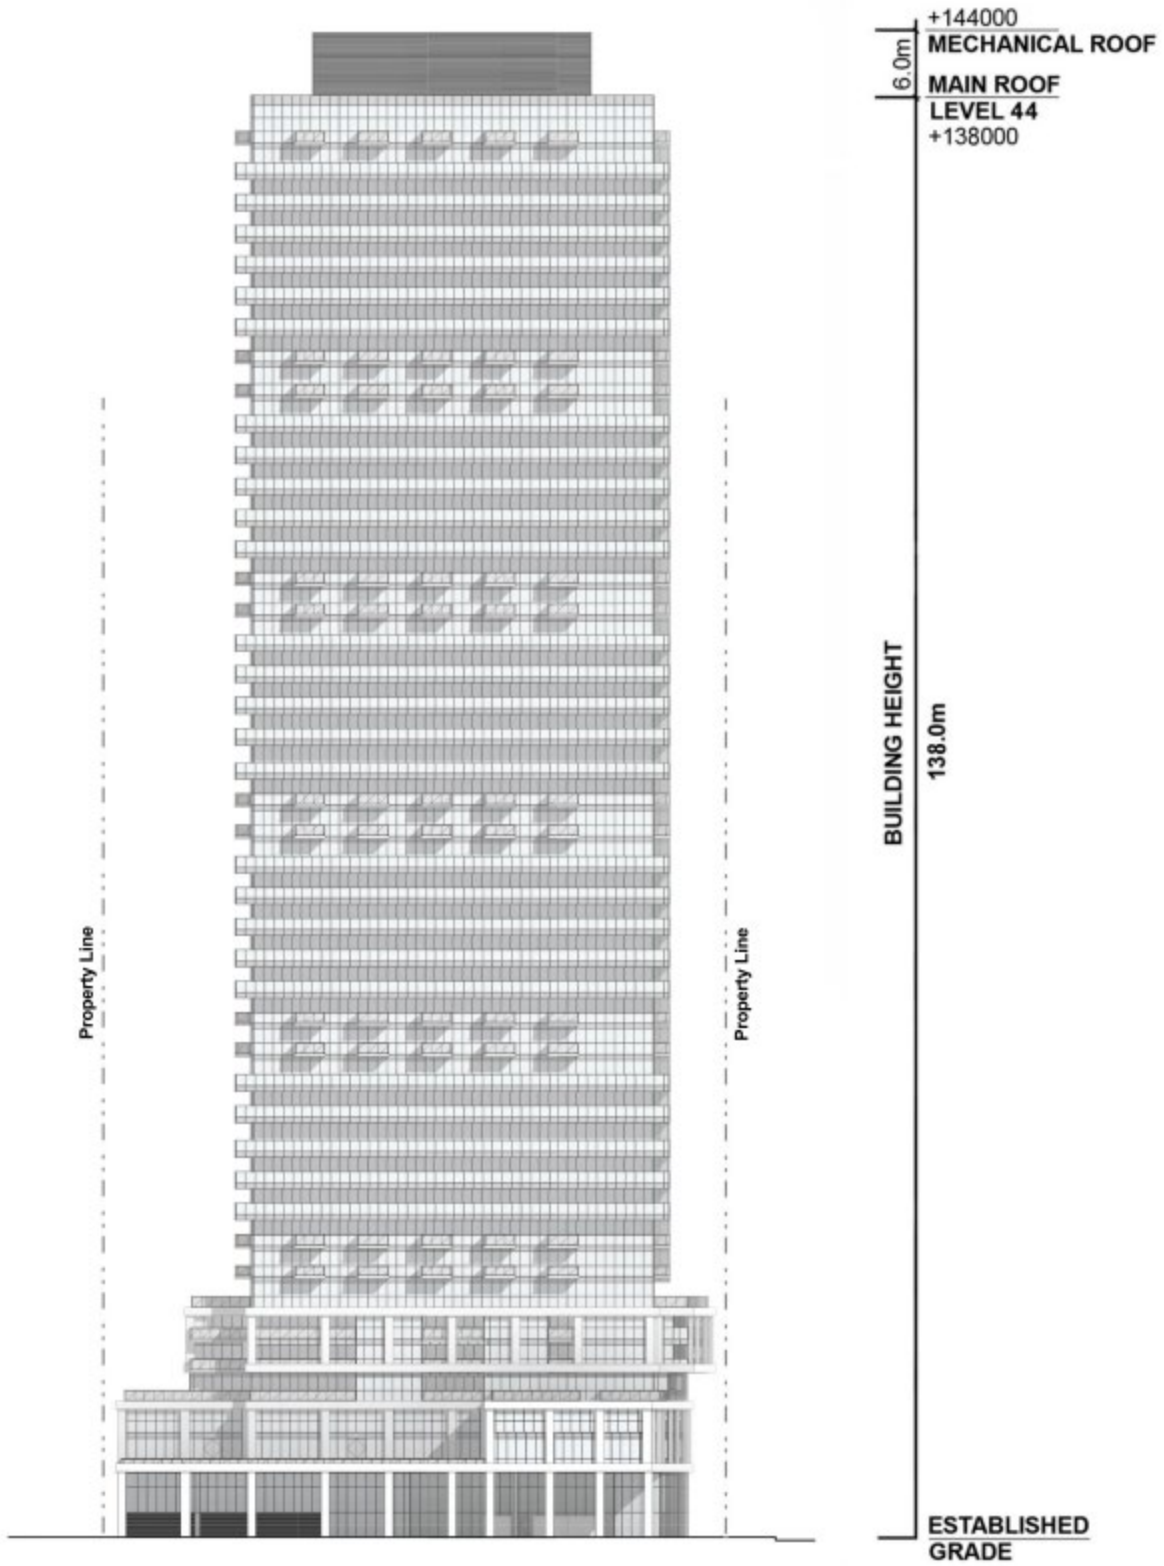 +144000
MECHANICAL ROOF
6.0m
MAIN ROOF
LEVEL 44
+138000
BUILDING HEIGHT
138.0m
Property Line
Property Line
ESTABLISHED
GRADE